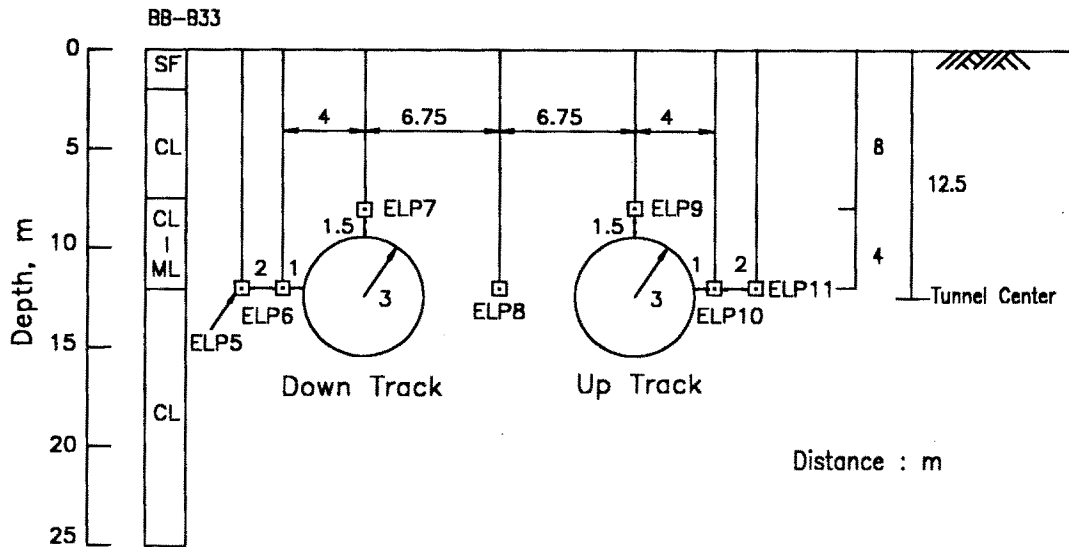 BB-B33
0
SF
4
6.75
6.75
4
5
CL
8
12.5
CL
|
ML
ELP7
1.5
ELP9
1.5
10
2
1
1
2
4
3
3
ELP11
Tunnel Center
ELP6
ELP8
ELP10
ELP5
15
Down Track
Up Track
CL
20
Distance : m
25
Depth, m